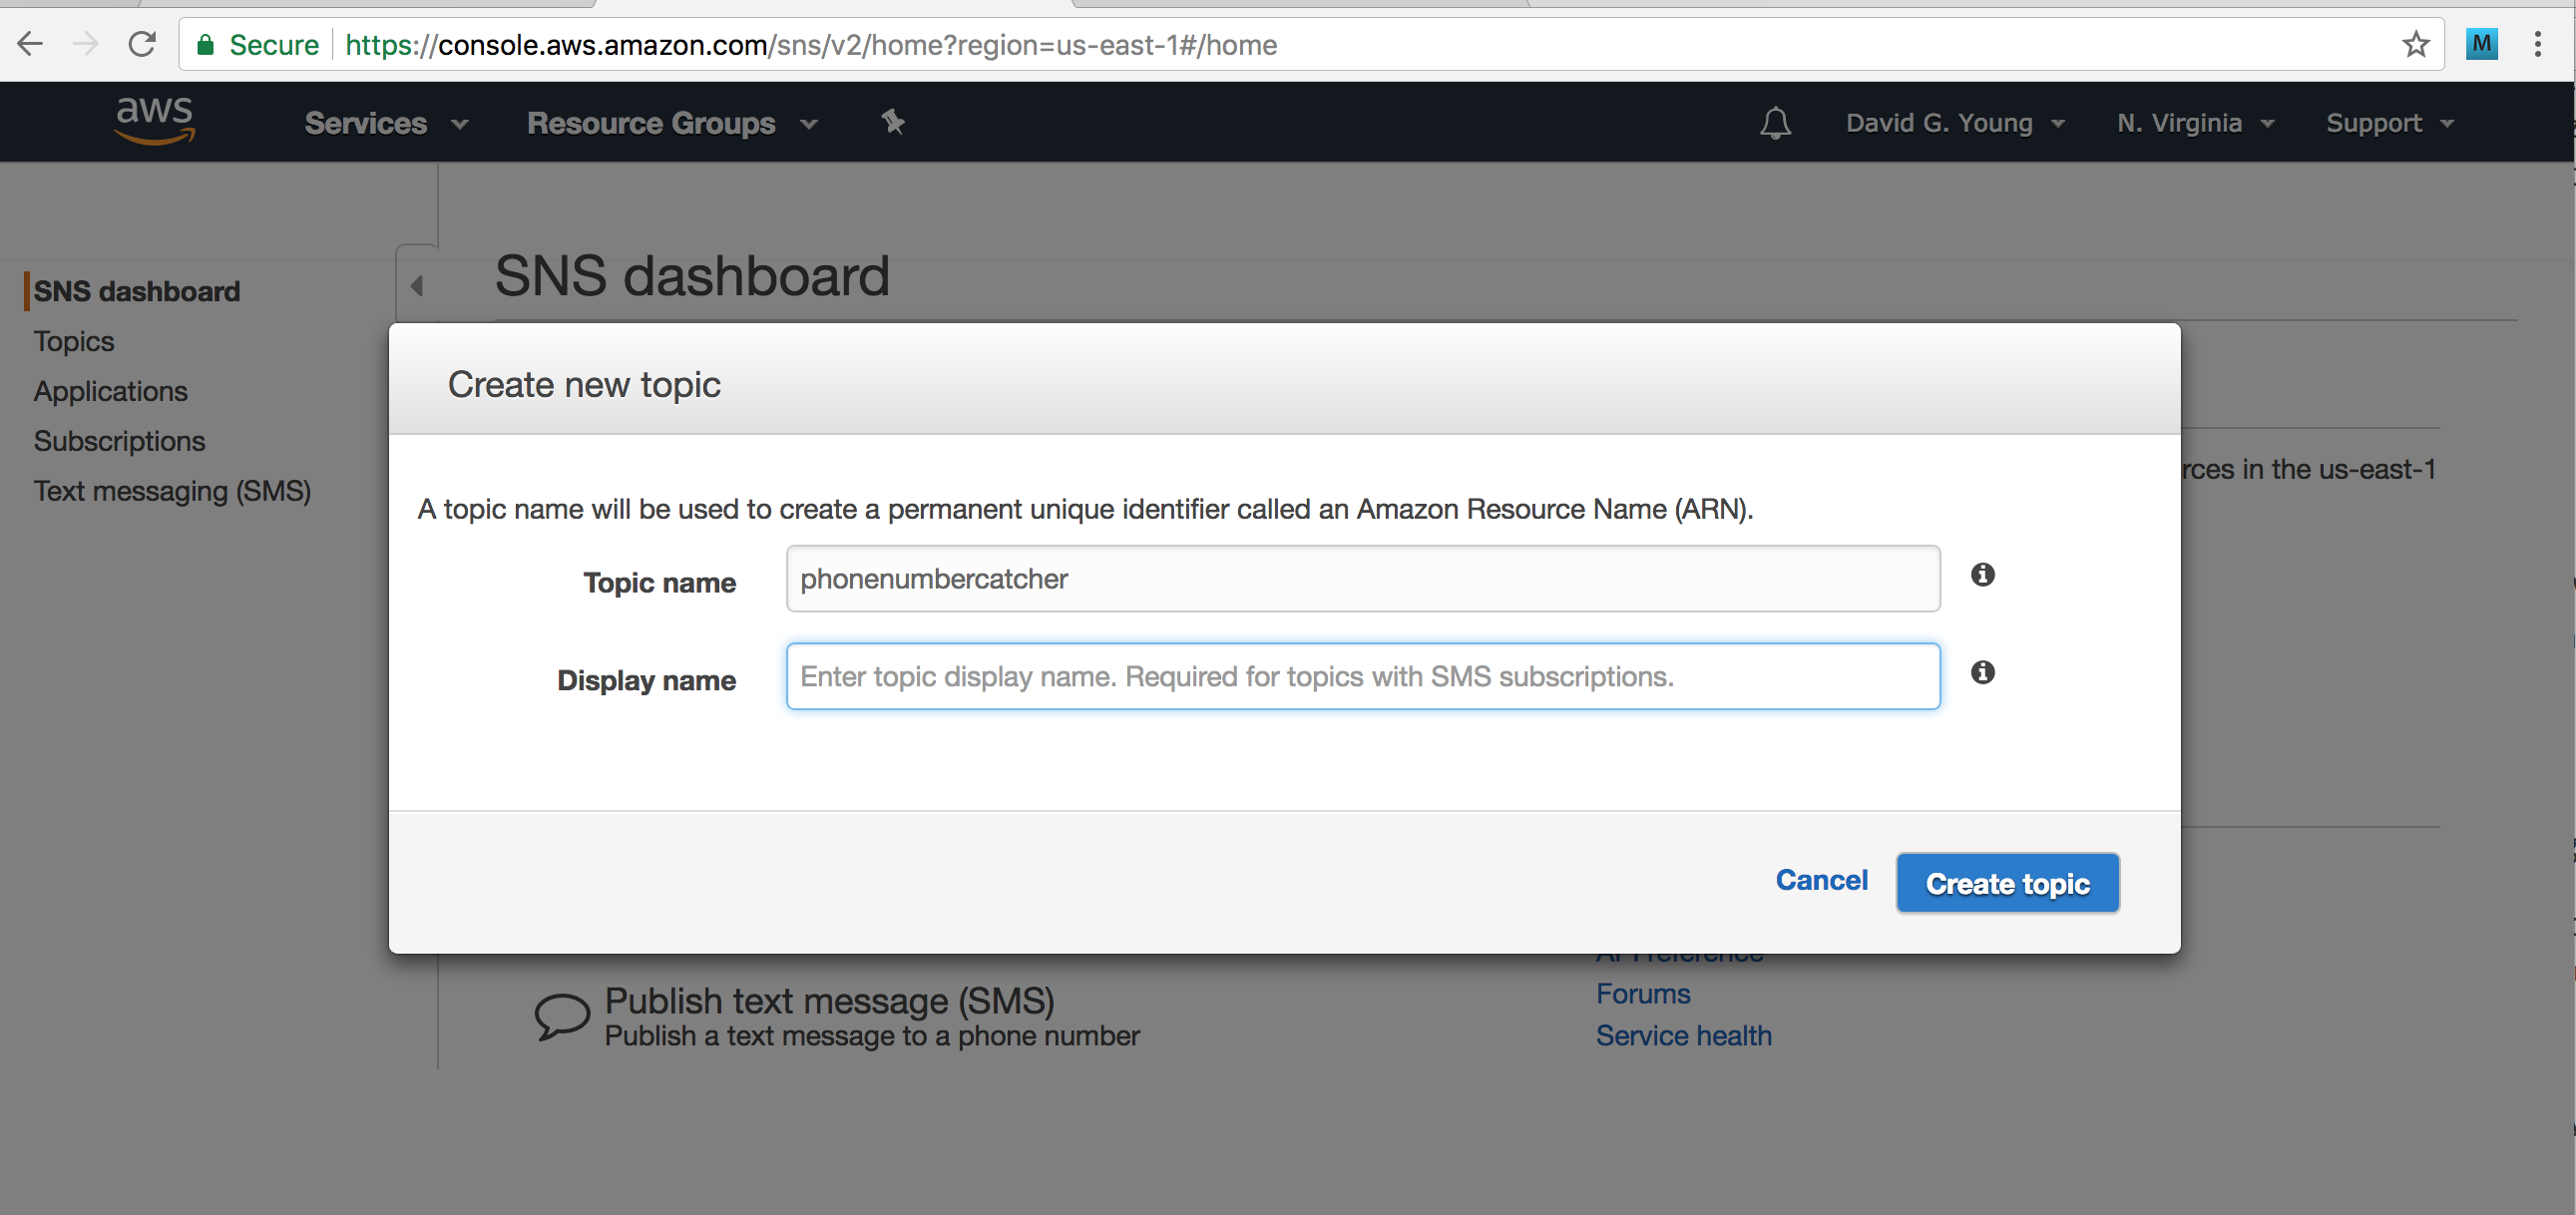 Secure https://console.aws.amazon.com/sns/v2/home?region=us-east-1#/home M
aws Services Resource Groups David G. Young N. Virginia Support
SNS dashboard
Topics
Applications
Subscriptions
Text messaging (SMS)
SNS dashboard
Create new topic
rces in the us-east-1
A topic name will be used to create a permanent unique identifier called an Amazon Resource Name (ARN).
Topic name phonenumbercatcher
Display name Enter topic display name. Required for topics with SMS subscriptions.
Cancel Create topic
API reference
Publish text message (SMS)
Publish a text message to a phone number
Forums
Service health